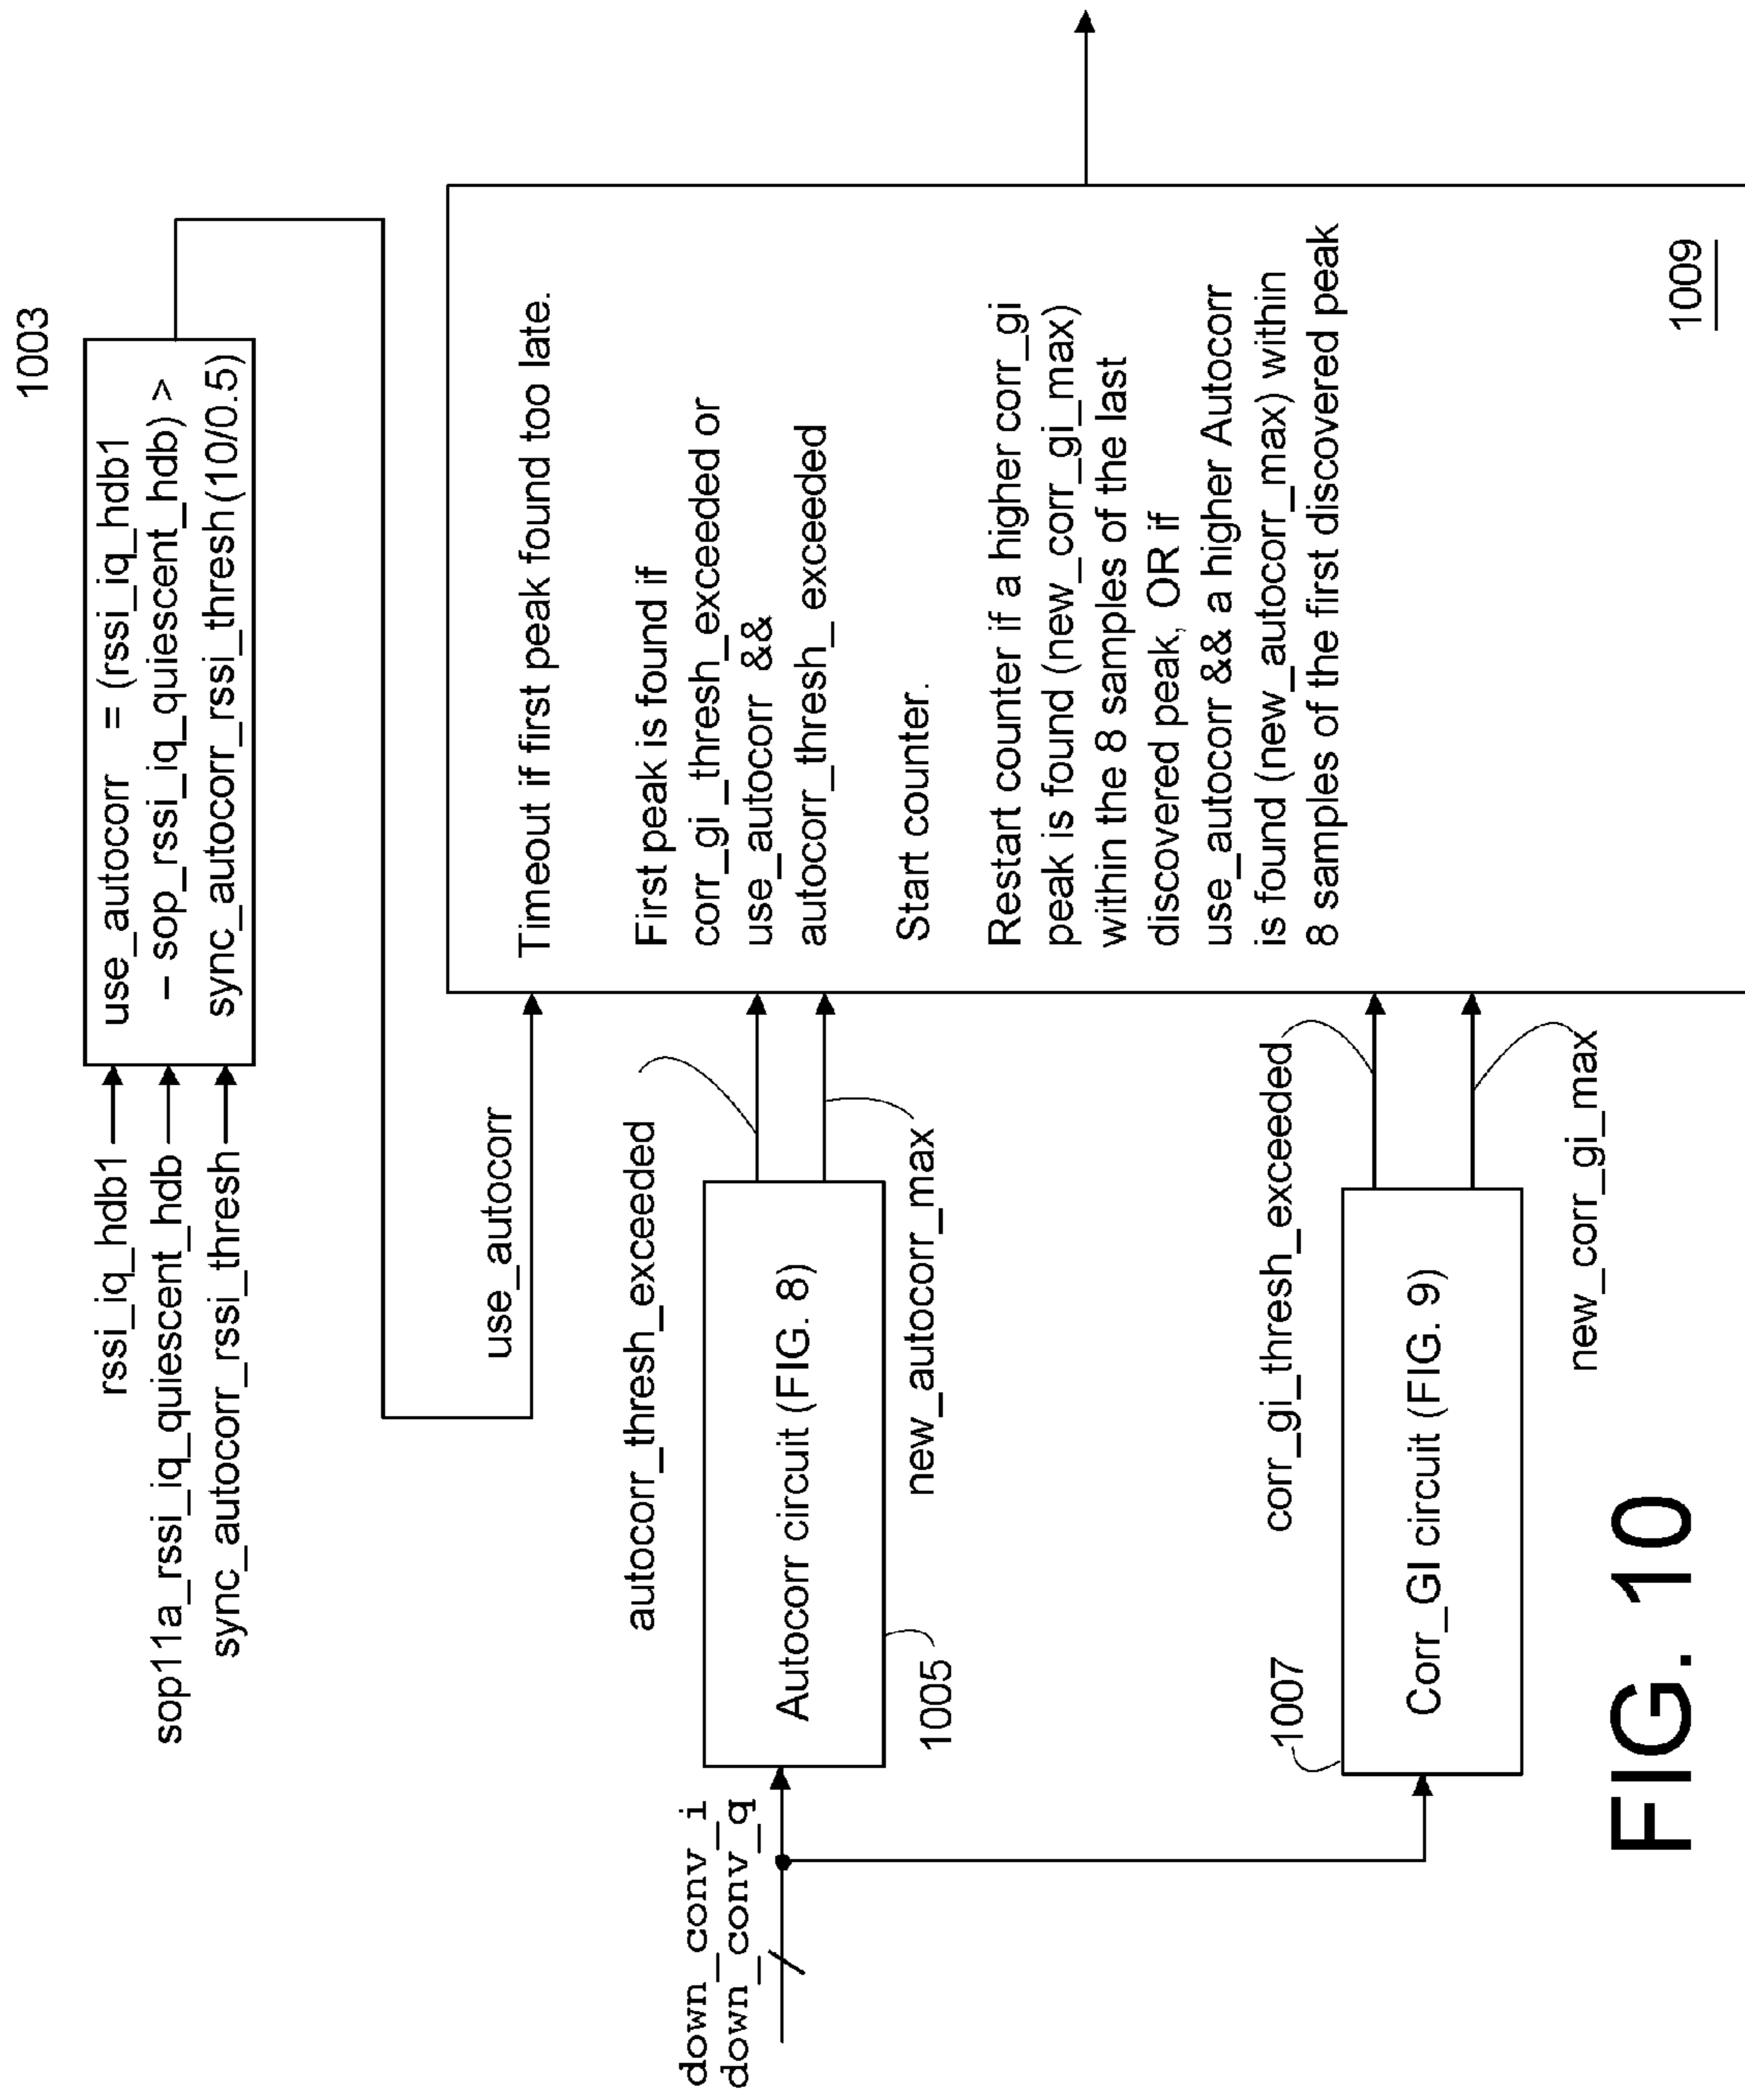 1003
rssi_iq_hdb1
sop11a_rssi_iq_quiescent_hdb
sync_autocorr_rssi_thresh
use_autocorr = (rssi_iq_hdb1
– sop_rssi_iq_quiescent_hdb) >
sync_autocorr_rssi_thresh (10/0.5)
use_autocorr
down_conv_i
down_conv_q
autocorr_thresh_exceeded
Autocorr circuit (FIG. 8)
1005
new_autocorr_max
1007
corr_gi_thresh_exceeded
Corr_GI circuit (FIG. 9)
new_corr_gi_max
Timeout if first peak found too late.
First peak is found if
corr_gi_thresh_exceeded or
use_autocorr &&
autocorr_thresh_exceeded
Start counter.
Restart counter if a higher corr_gi
peak is found (new_corr_gi_max)
within the 8 samples of the last
discovered peak, OR if
use_autocorr && a higher Autocorr
is found (new_autocorr_max) within
8 samples of the first discovered peak
1009
FIG. 10